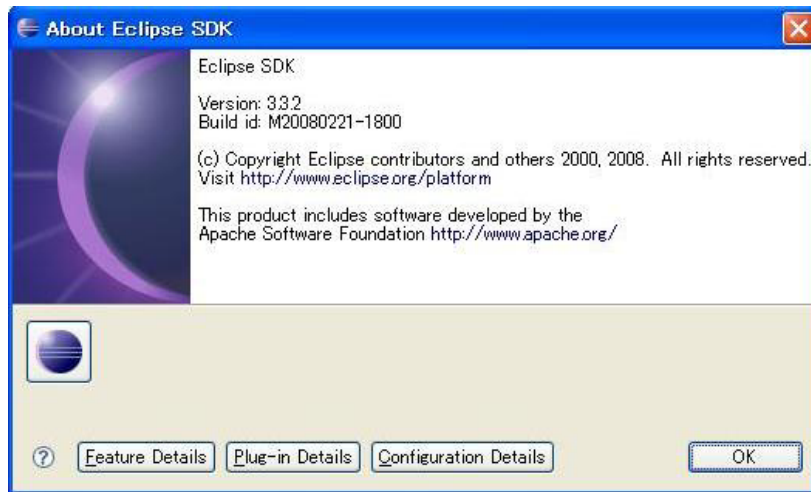 About Eclipse SDK
Eclipse SDK
Version: 3.3.2
Build id: M20080221-1800
(c) Copyright Eclipse contributors and others 2000, 2008.  All rights reserved.
Visit http://www.eclipse.org/platform
This product includes software developed by the
Apache Software Foundation http://www.apache.org/
? Feature Details Plug-in Details Configuration Details OK